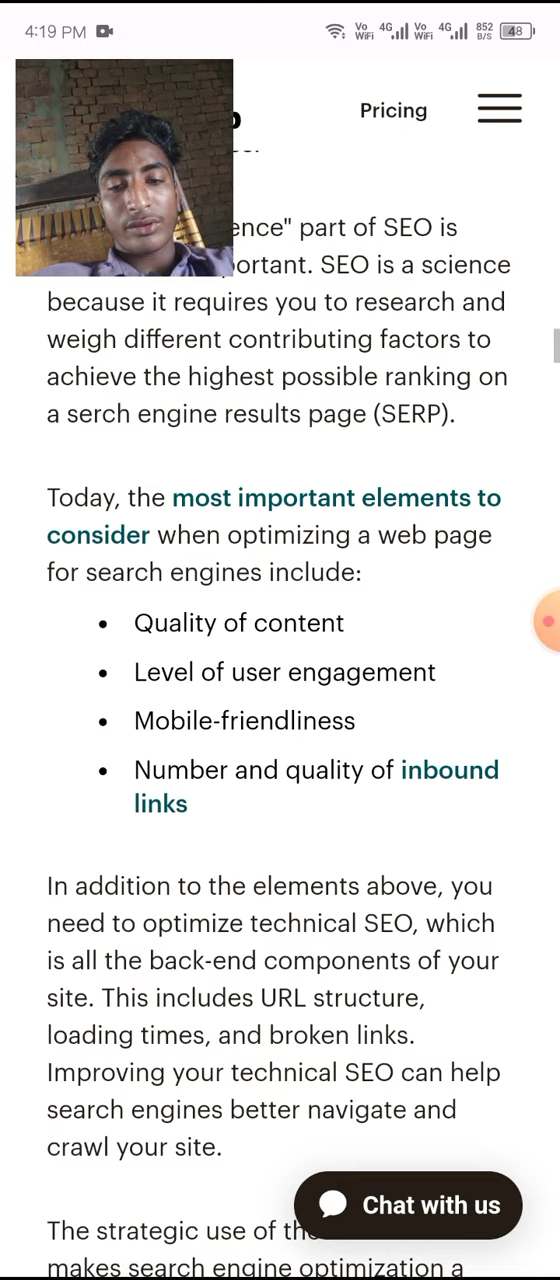 4:19 PM
Vo WiFi 4G Vo WiFi 4G 852 B/S 48
Pricing
part of SEO is
SEO is a science
because it requires you to research and
weigh different contributing factors to
achieve the highest possible ranking on
a serch engine results page (SERP).
Today, the most important elements to
consider when optimizing a web page
for search engines include:
• Quality of content
• Level of user engagement
• Mobile-friendliness
• Number and quality of inbound
links
In addition to the elements above, you
need to optimize technical SEO, which
is all the back-end components of your
site. This includes URL structure,
loading times, and broken links.
Improving your technical SEO can help
search engines better navigate and
crawl your site.
Chat with us
The strategic use of
makes search engine optimization a